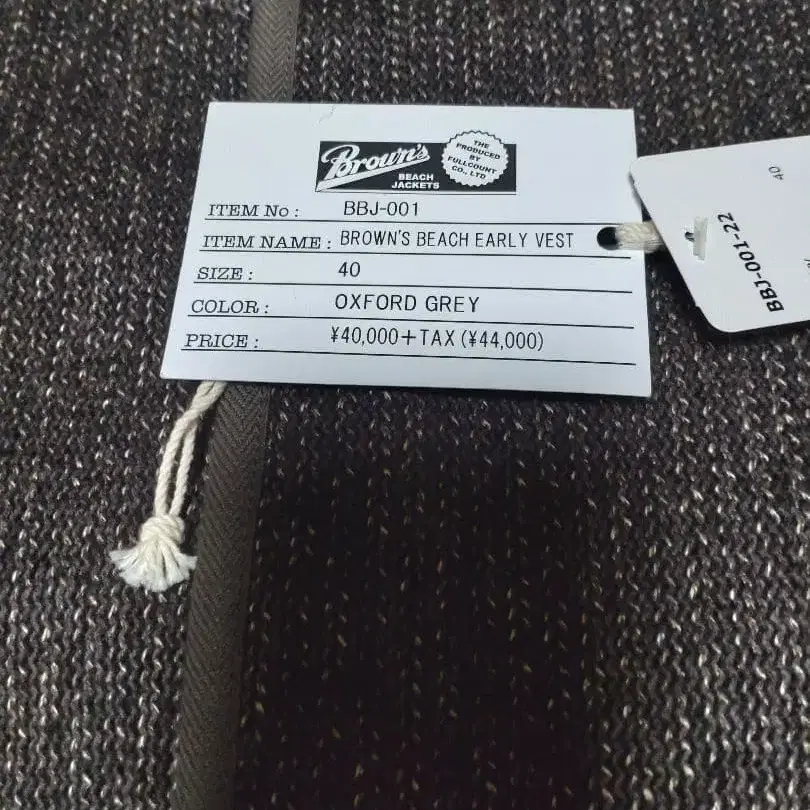 Brown's
BEACH
JACKETS
THE
PRODUCED
BY
FULLCOUNT
CO., LTD
ITEM No : BBJ-001
ITEM NAME : BROWN'S BEACH EARLY VEST
SIZE : 40
COLOR : OXFORD GREY
PRICE : ¥40,000+TAX (¥44,000)
40
BBJ-001-22